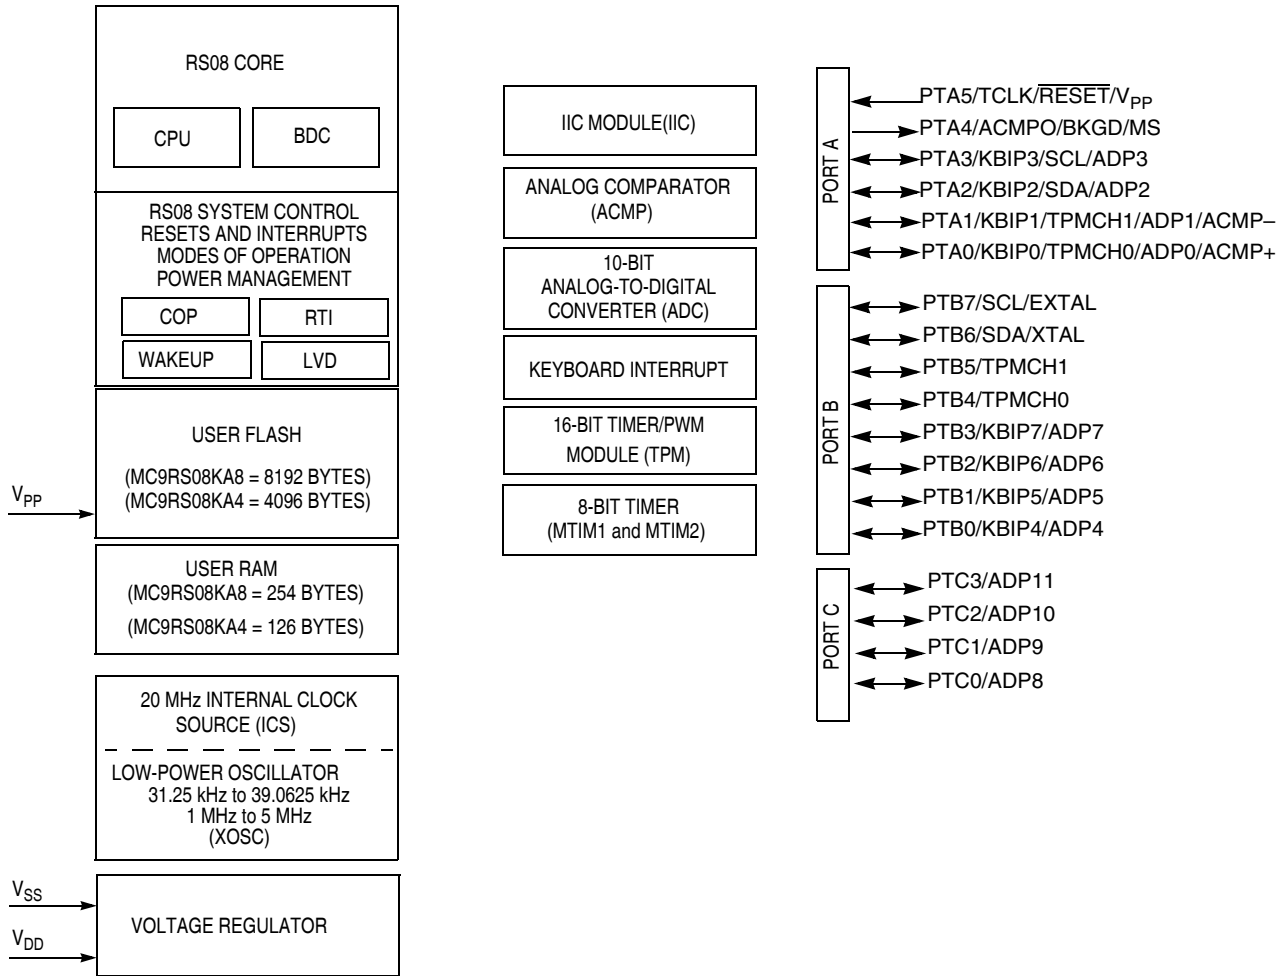 RS08 CORE
CPU
BDC
RS08 SYSTEM CONTROL
RESETS AND INTERRUPTS
MODES OF OPERATION
POWER MANAGEMENT
COP
RTI
WAKEUP
LVD
USER FLASH
(MC9RS08KA8 = 8192 BYTES)
(MC9RS08KA4 = 4096 BYTES)
VPP
USER RAM
(MC9RS08KA8 = 254 BYTES)
(MC9RS08KA4 = 126 BYTES)
20 MHz INTERNAL CLOCK
SOURCE (ICS)
LOW-POWER OSCILLATOR
31.25 kHz to 39.0625 kHz
1 MHz to 5 MHz
(XOSC)
VSS
VDD
VOLTAGE REGULATOR
IIC MODULE(IIC)
ANALOG COMPARATOR
(ACMP)
10-BIT
ANALOG-TO-DIGITAL
CONVERTER (ADC)
KEYBOARD INTERRUPT
16-BIT TIMER/PWM
MODULE (TPM)
8-BIT TIMER
(MTIM1 and MTIM2)
PORT A
PTA5/TCLK/RESET/VPP
PTA4/ACMPO/BKGD/MS
PTA3/KBIP3/SCL/ADP3
PTA2/KBIP2/SDA/ADP2
PTA1/KBIP1/TPMCH1/ADP1/ACMP–
PTA0/KBIP0/TPMCH0/ADP0/ACMP+
PORT B
PTB7/SCL/EXTAL
PTB6/SDA/XTAL
PTB5/TPMCH1
PTB4/TPMCH0
PTB3/KBIP7/ADP7
PTB2/KBIP6/ADP6
PTB1/KBIP5/ADP5
PTB0/KBIP4/ADP4
PORT C
PTC3/ADP11
PTC2/ADP10
PTC1/ADP9
PTC0/ADP8